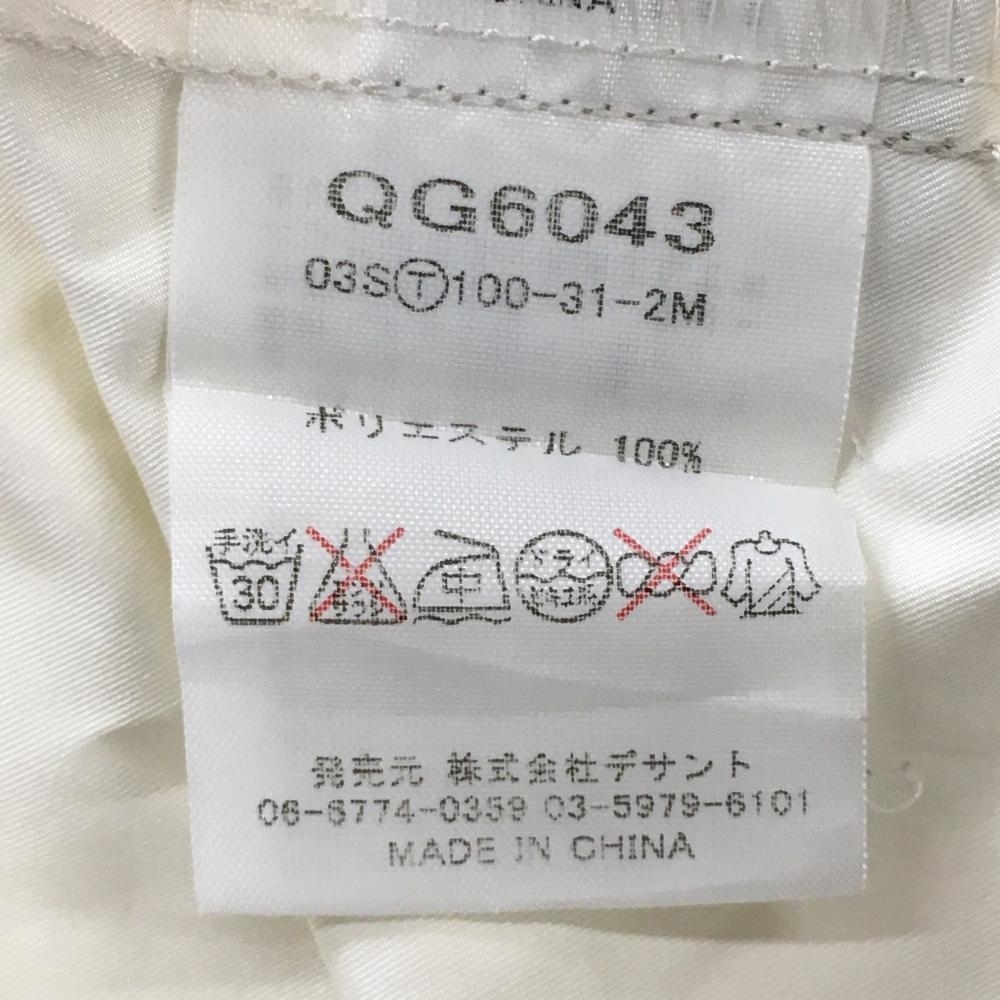 CHINA
QG6043
03SⓉ100-31-2M
ポリエステル 100%
手洗イ 30 中 ドライ
発売元 株式会社デサント
06-6774-0359 03-5979-6101
MADE IN CHINA